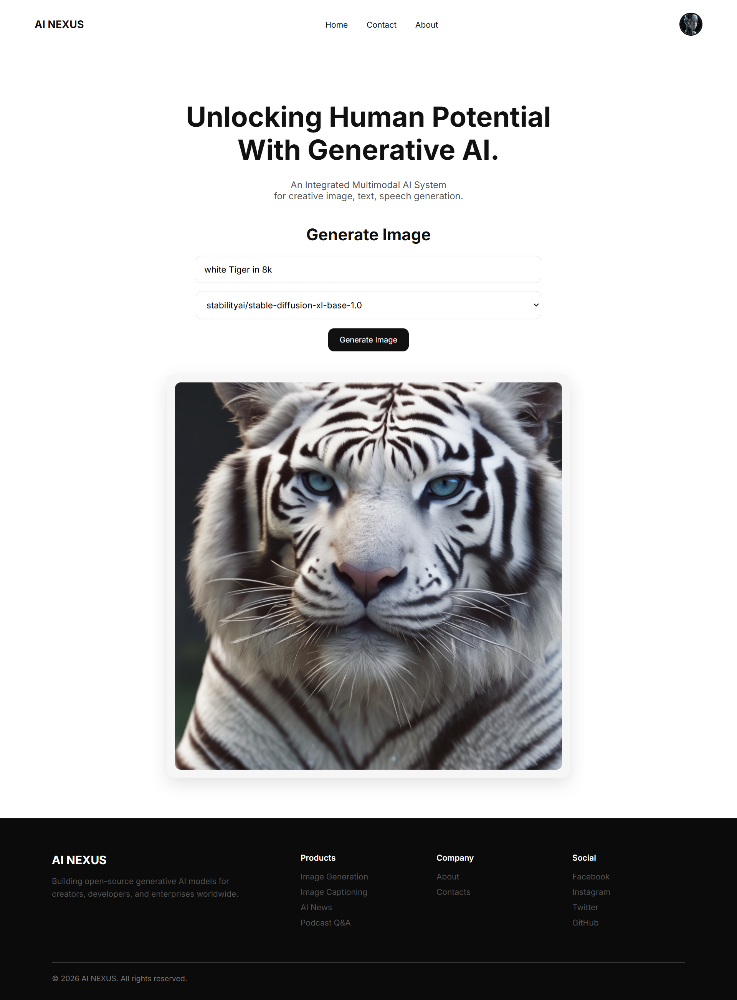 AI NEXUS
Home
Contact
About
Unlocking Human Potential
With Generative AI.
An Integrated Multimodal AI System
for creative image, text, speech generation.
Generate Image
white Tiger in 8k
stabilityai/stable-diffusion-xl-base-1.0
Generate Image
AI NEXUS
Building open-source generative AI models for
creators, developers, and enterprises worldwide.
Products
Image Generation
Image Captioning
AI News
Podcast Q&A
Company
About
Contacts
Social
Facebook
Instagram
Twitter
GitHub
© 2026 AI NEXUS. All rights reserved.